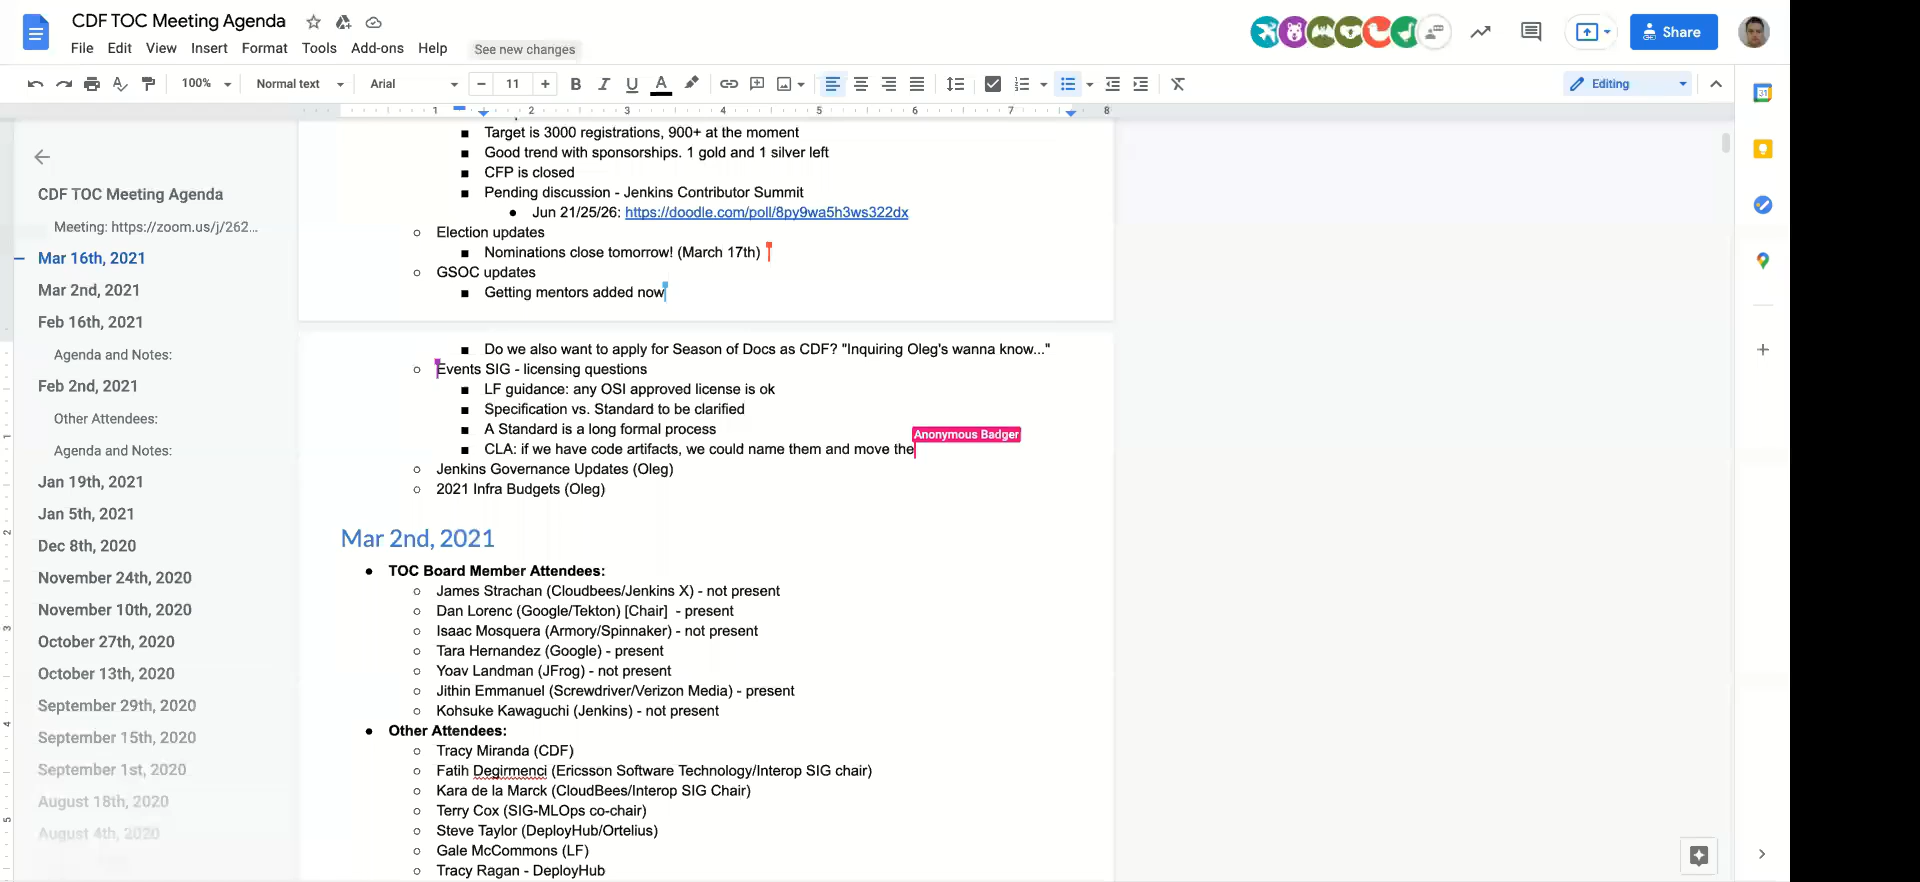 CDF TOC Meeting Agenda
File Edit View Insert Format Tools Add-ons Help See new changes
Share
100% Normal text Arial 11 Editing
1 2 3 4 5 6 7 8
CDF TOC Meeting Agenda
Meeting: https://zoom.us/j/262...
Mar 16th, 2021
Mar 2nd, 2021
Feb 16th, 2021
Agenda and Notes:
Feb 2nd, 2021
Other Attendees:
Agenda and Notes:
Jan 19th, 2021
Jan 5th, 2021
Dec 8th, 2020
November 24th, 2020
November 10th, 2020
October 27th, 2020
October 13th, 2020
September 29th, 2020
September 15th, 2020
September 1st, 2020
August 18th, 2020
August 4th, 2020
Target is 3000 registrations, 900+ at the moment
Good trend with sponsorships. 1 gold and 1 silver left
CFP is closed
Pending discussion - Jenkins Contributor Summit
Jun 21/25/26: https://doodle.com/poll/8py9wa5h3ws322dx
Election updates
Nominations close tomorrow! (March 17th)
GSOC updates
Getting mentors added now
Do we also want to apply for Season of Docs as CDF? "Inquiring Oleg's wanna know..."
Events SIG - licensing questions
LF guidance: any OSI approved license is ok
Specification vs. Standard to be clarified
A Standard is a long formal process
Anonymous Badger
CLA: if we have code artifacts, we could name them and move the
Jenkins Governance Updates (Oleg)
2021 Infra Budgets (Oleg)
Mar 2nd, 2021
TOC Board Member Attendees:
James Strachan (Cloudbees/Jenkins X) - not present
Dan Lorenc (Google/Tekton) [Chair] - present
Isaac Mosquera (Armory/Spinnaker) - not present
Tara Hernandez (Google) - present
Yoav Landman (JFrog) - not present
Jithin Emmanuel (Screwdriver/Verizon Media) - present
Kohsuke Kawaguchi (Jenkins) - not present
Other Attendees:
Tracy Miranda (CDF)
Fatih Degirmenci (Ericsson Software Technology/Interop SIG chair)
Kara de la Marck (CloudBees/Interop SIG Chair)
Terry Cox (SIG-MLOps co-chair)
Steve Taylor (DeployHub/Ortelius)
Gale McCommons (LF)
Tracy Ragan - DeployHub